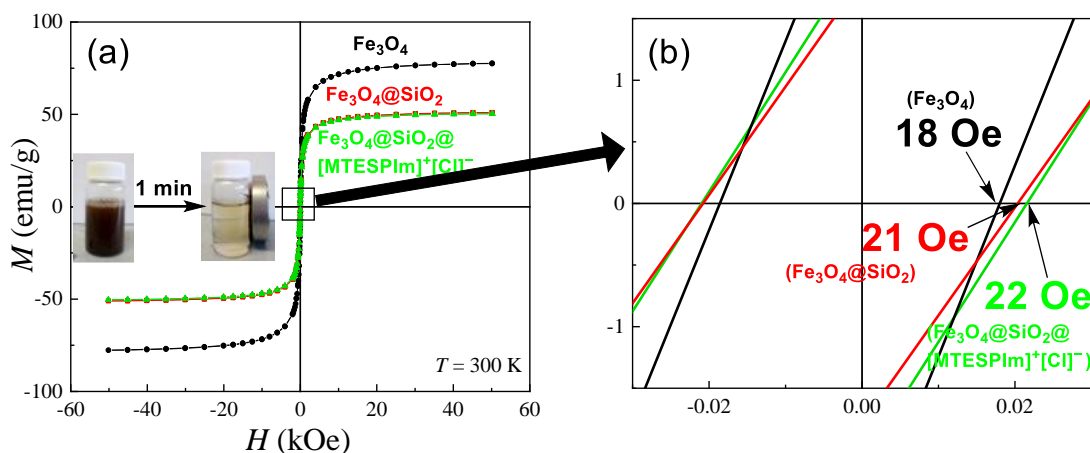 (a)
100
50
0
-50
-100
M (emu/g)
Fe₃O₄
Fe₃O₄@SiO₂
Fe₃O₄@SiO₂@
[MTESPIm]⁺[Cl]⁻
1 min
T = 300 K
-60 -40 -20 0 20 40 60
H (kOe)
(b)
1
0
-1
(Fe₃O₄)
18 Oe
21 Oe
(Fe₃O₄@SiO₂)
22 Oe
(Fe₃O₄@SiO₂@
[MTESPIm]⁺[Cl]⁻)
-0.02 0.00 0.02